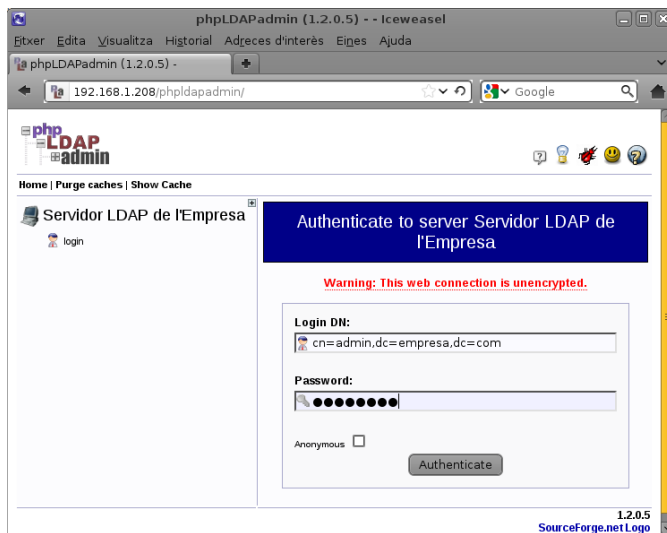 phpLDAPadmin (1.2.0.5) - - Iceweasel
Fitxer Edita Visualitza Historial Adreces d'interès Eines Ajuda
phpLDAPadmin (1.2.0.5) -
192.168.1.208/phpldapadmin/
Google
php
LDAP
admin
Home | Purge caches | Show Cache
Servidor LDAP de l'Empresa
login
Authenticate to server Servidor LDAP de
l'Empresa
Warning: This web connection is unencrypted.
Login DN:
cn=admin,dc=empresa,dc=com
Password:
●●●●●●●●
Anonymous
Authenticate
1.2.0.5
SourceForge.net Logo